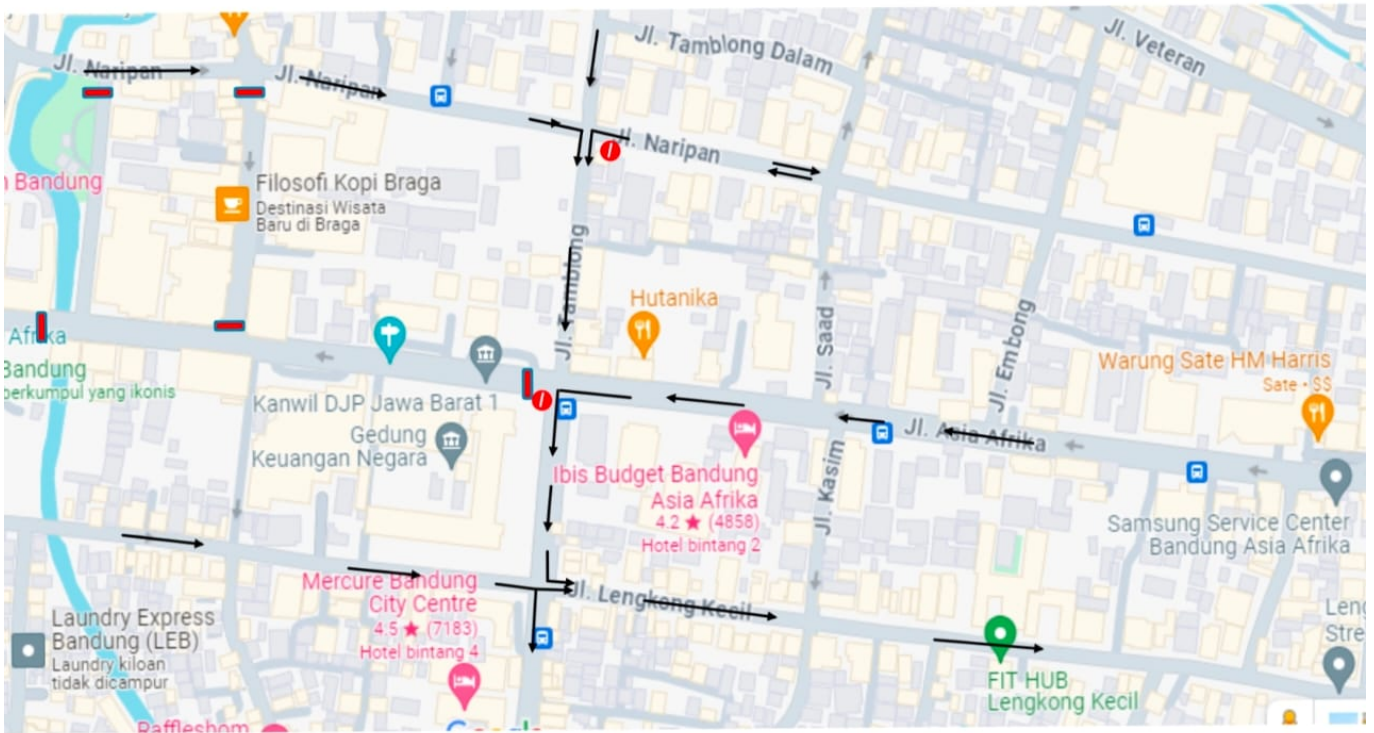 Jl. Tamblong Dalam
Jl. Veteran
Jl. Naripan
Jl. Naripan
Jl. Naripan
Bandung
Filosofi Kopi Braga
Destinasi Wisata
Baru di Braga
Jl. Tamblong
Hutanika
Jl. Saad
Jl. Embong
Afrika
Bandung
berkumpul yang ikonis
Warung Sate HM Harris
Sate • $$
Kanwil DJP Jawa Barat 1
Gedung
Keuangan Negara
Jl. Asia Afrika
Jl. Kasim
Ibis Budget Bandung
Asia Afrika
4.2 ★ (4858)
Hotel bintang 2
Samsung Service Center
Bandung Asia Afrika
Mercure Bandung
City Centre
4.5 ★ (7183)
Hotel bintang 4
Jl. Lengkong Kecil
Laundry Express
Bandung (LEB)
Laundry kiloan
tidak dicampur
FIT HUB
Lengkong Kecil
Leng
Stre